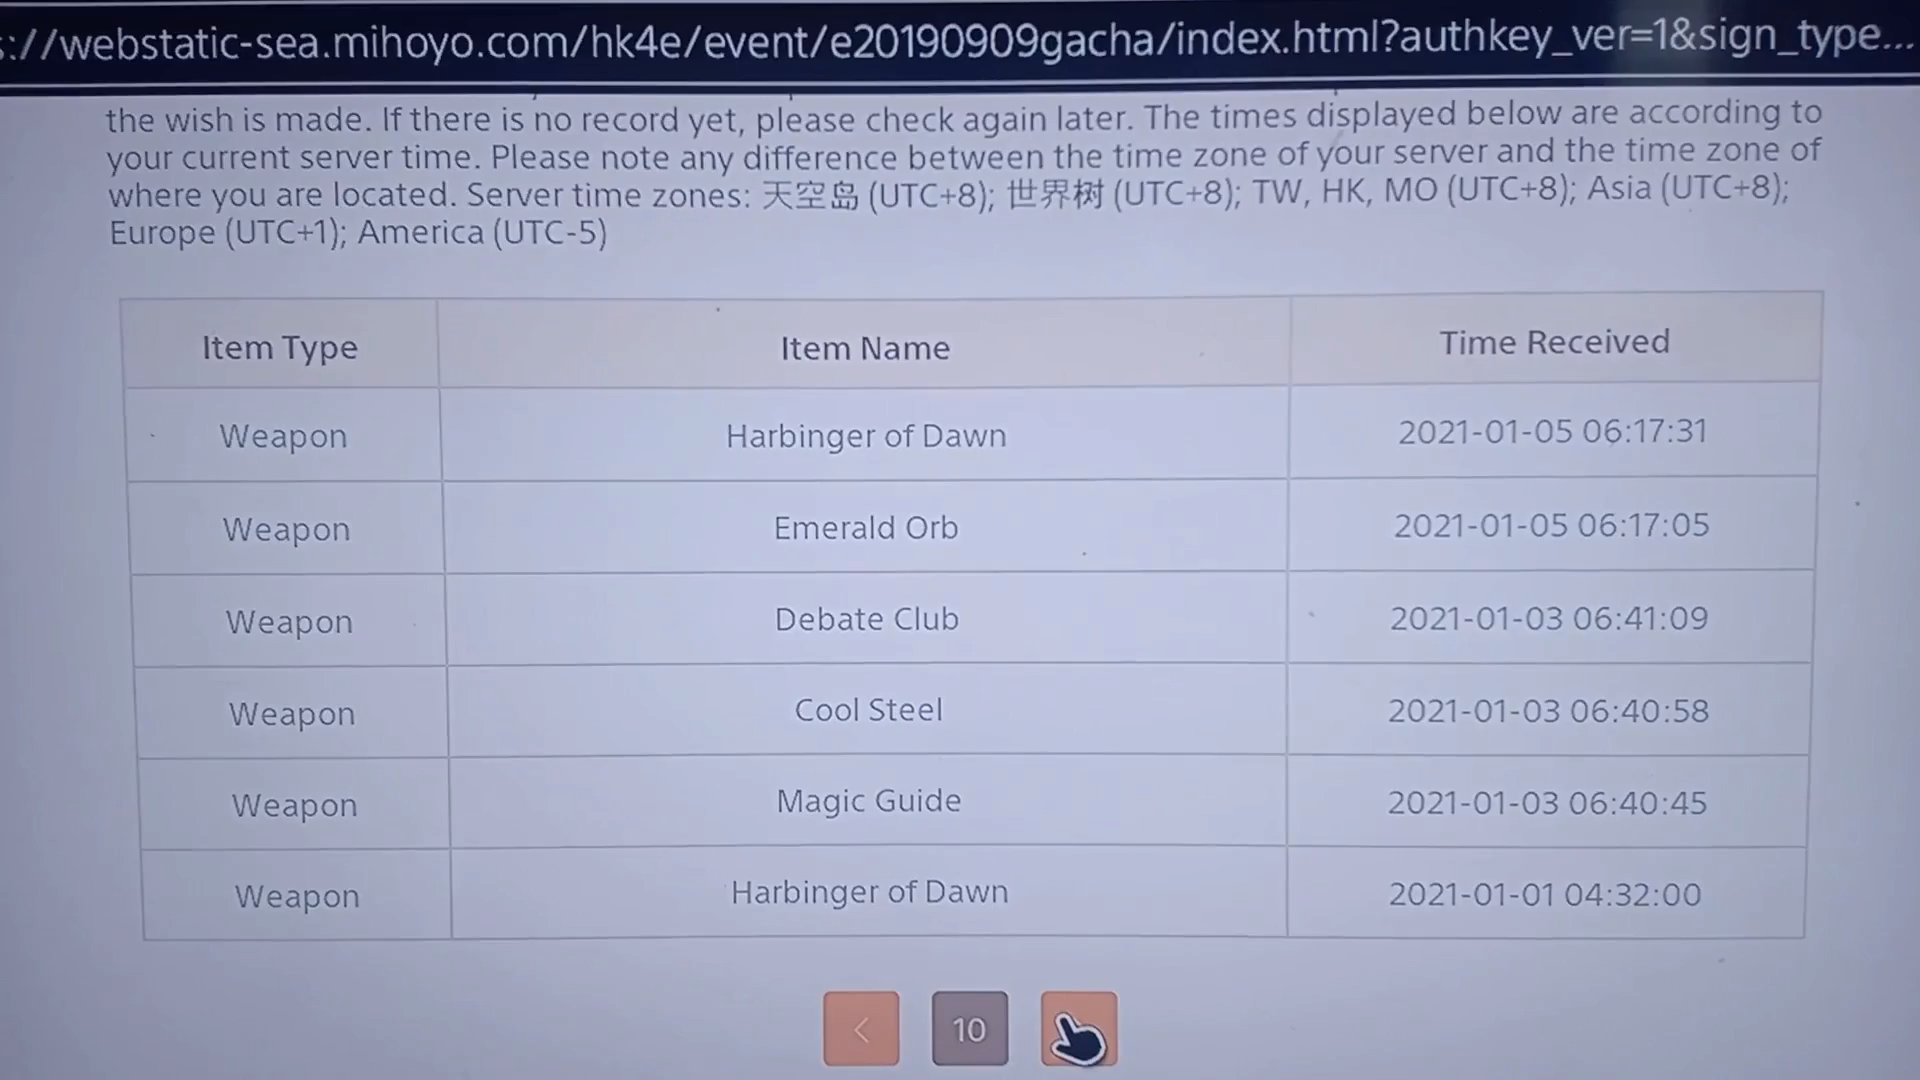 s://webstatic-sea.mihoyo.com/hk4e/event/e20190909gacha/index.html?authkey_ver=1&sign_type...
the wish is made. If there is no record yet, please check again later. The times displayed below are according to
your current server time. Please note any difference between the time zone of your server and the time zone of
where you are located. Server time zones: 天空岛 (UTC+8); 世界树 (UTC+8); TW, HK, MO (UTC+8); Asia (UTC+8);
Europe (UTC+1); America (UTC-5)
Item Type Item Name Time Received
Weapon Harbinger of Dawn 2021-01-05 06:17:31
Weapon Emerald Orb 2021-01-05 06:17:05
Weapon Debate Club 2021-01-03 06:41:09
Weapon Cool Steel 2021-01-03 06:40:58
Weapon Magic Guide 2021-01-03 06:40:45
Weapon Harbinger of Dawn 2021-01-01 04:32:00
< 10